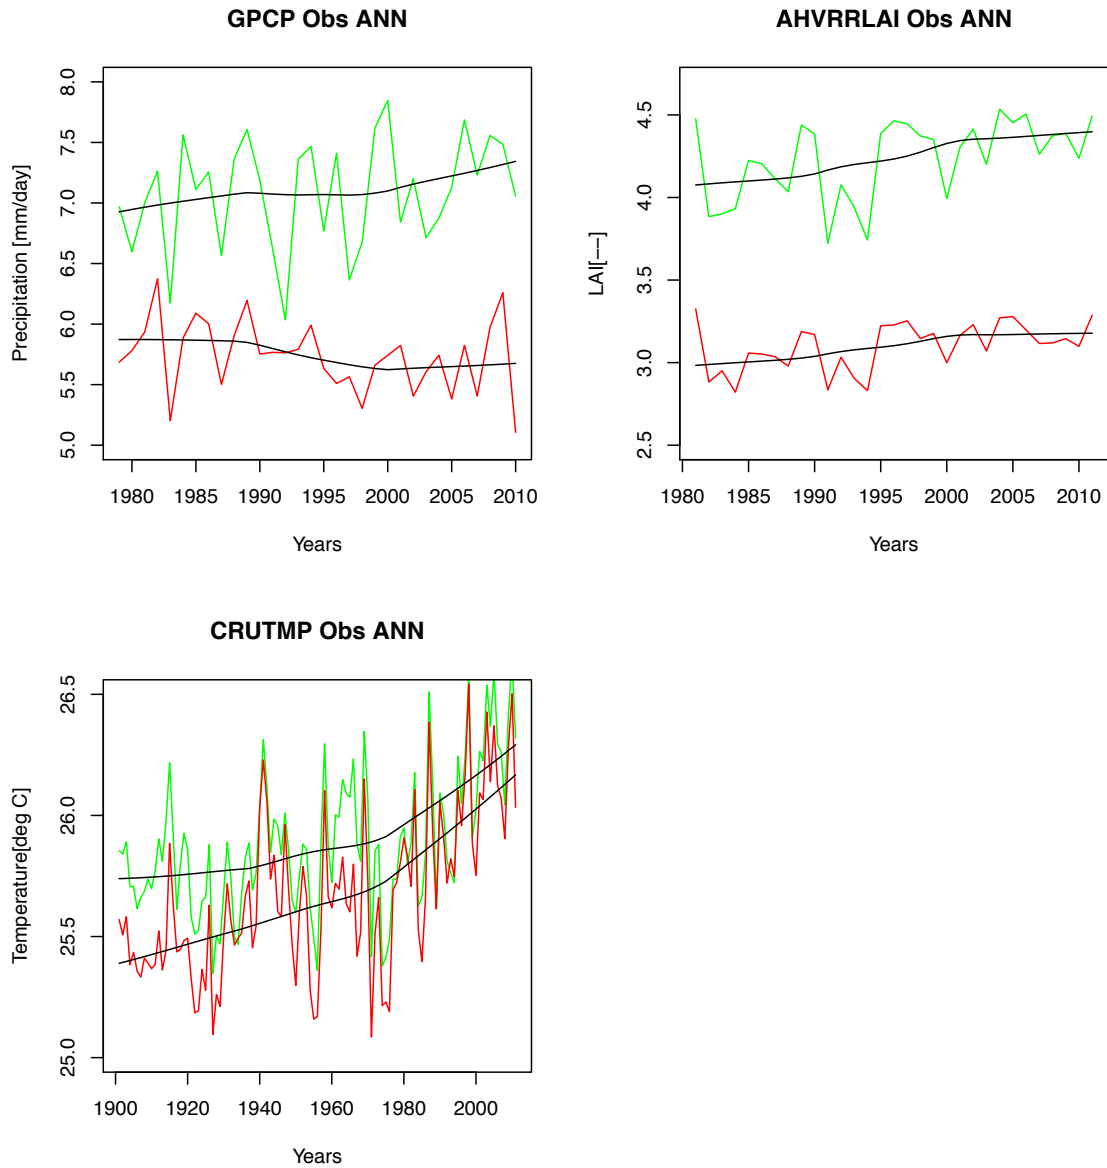 GPCP Obs ANN
Precipitation [mm/day]
8.0
7.5
7.0
6.5
6.0
5.5
5.0
1980 1985 1990 1995 2000 2005 2010
Years
AHVRRLAI Obs ANN
LAI[−−]
4.5
4.0
3.5
3.0
2.5
1980 1985 1990 1995 2000 2005 2010
Years
CRUTMP Obs ANN
Temperature[deg C]
26.5
26.0
25.5
25.0
1900 1920 1940 1960 1980 2000
Years